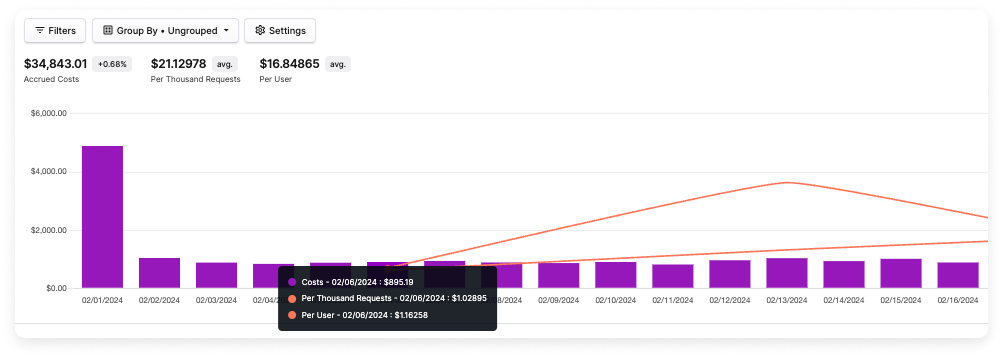 Filters
Group By • Ungrouped
Settings
$34,843.01 +0.68%
Accrued Costs
$21.12978 avg.
Per Thousand Requests
$16.84865 avg.
Per User
$6,000.00
$4,000.00
$2,000.00
$0.00
02/01/2024 02/02/2024 02/03/2024 02/04/ 08/2024 02/09/2024 02/10/2024 02/11/2024 02/12/2024 02/13/2024 02/14/2024 02/15/2024 02/16/2024
Costs - 02/06/2024 : $895.19
Per Thousand Requests - 02/06/2024 : $1.02895
Per User - 02/06/2024 : $1.16258